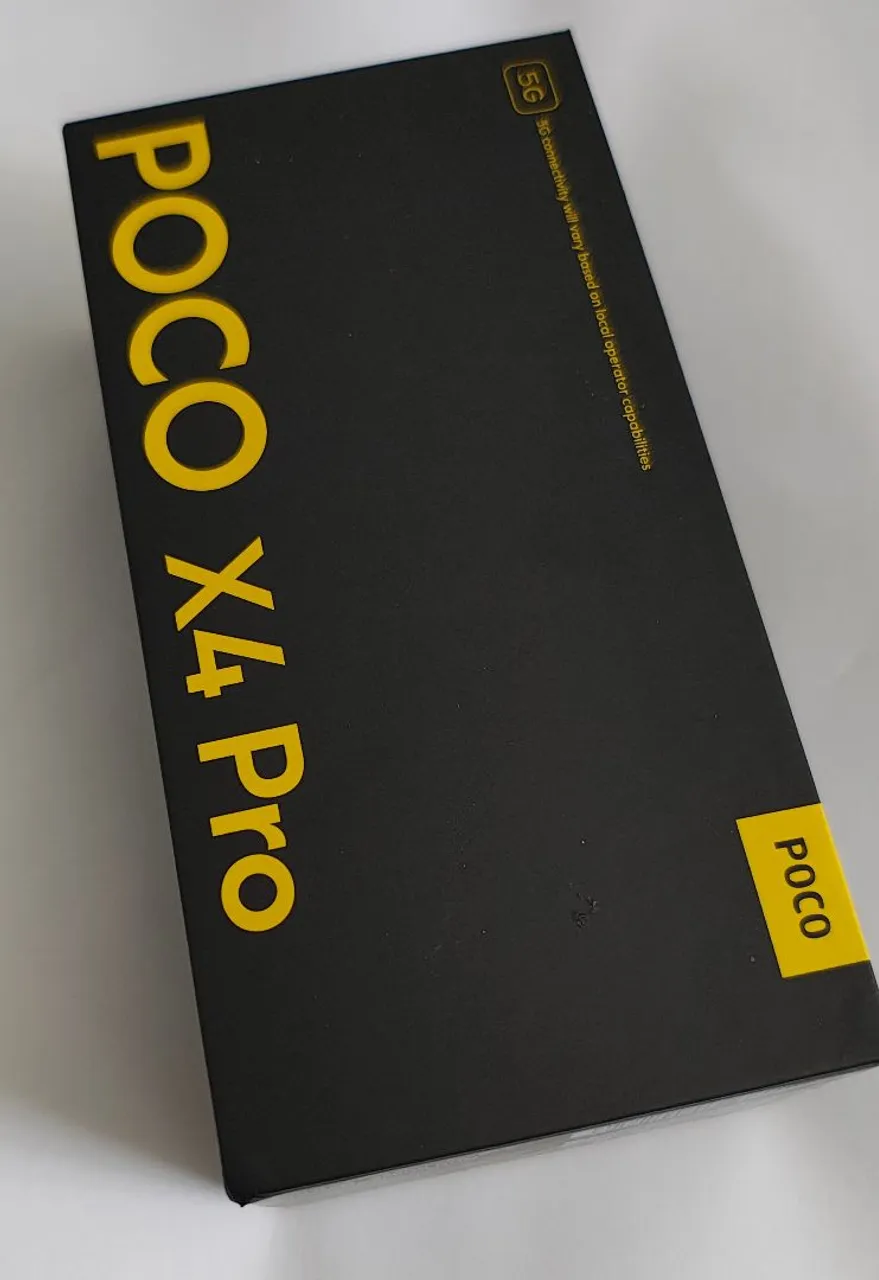 5G
5G connectivity will vary based on local operator capabilities
POCO X4 Pro
POCO